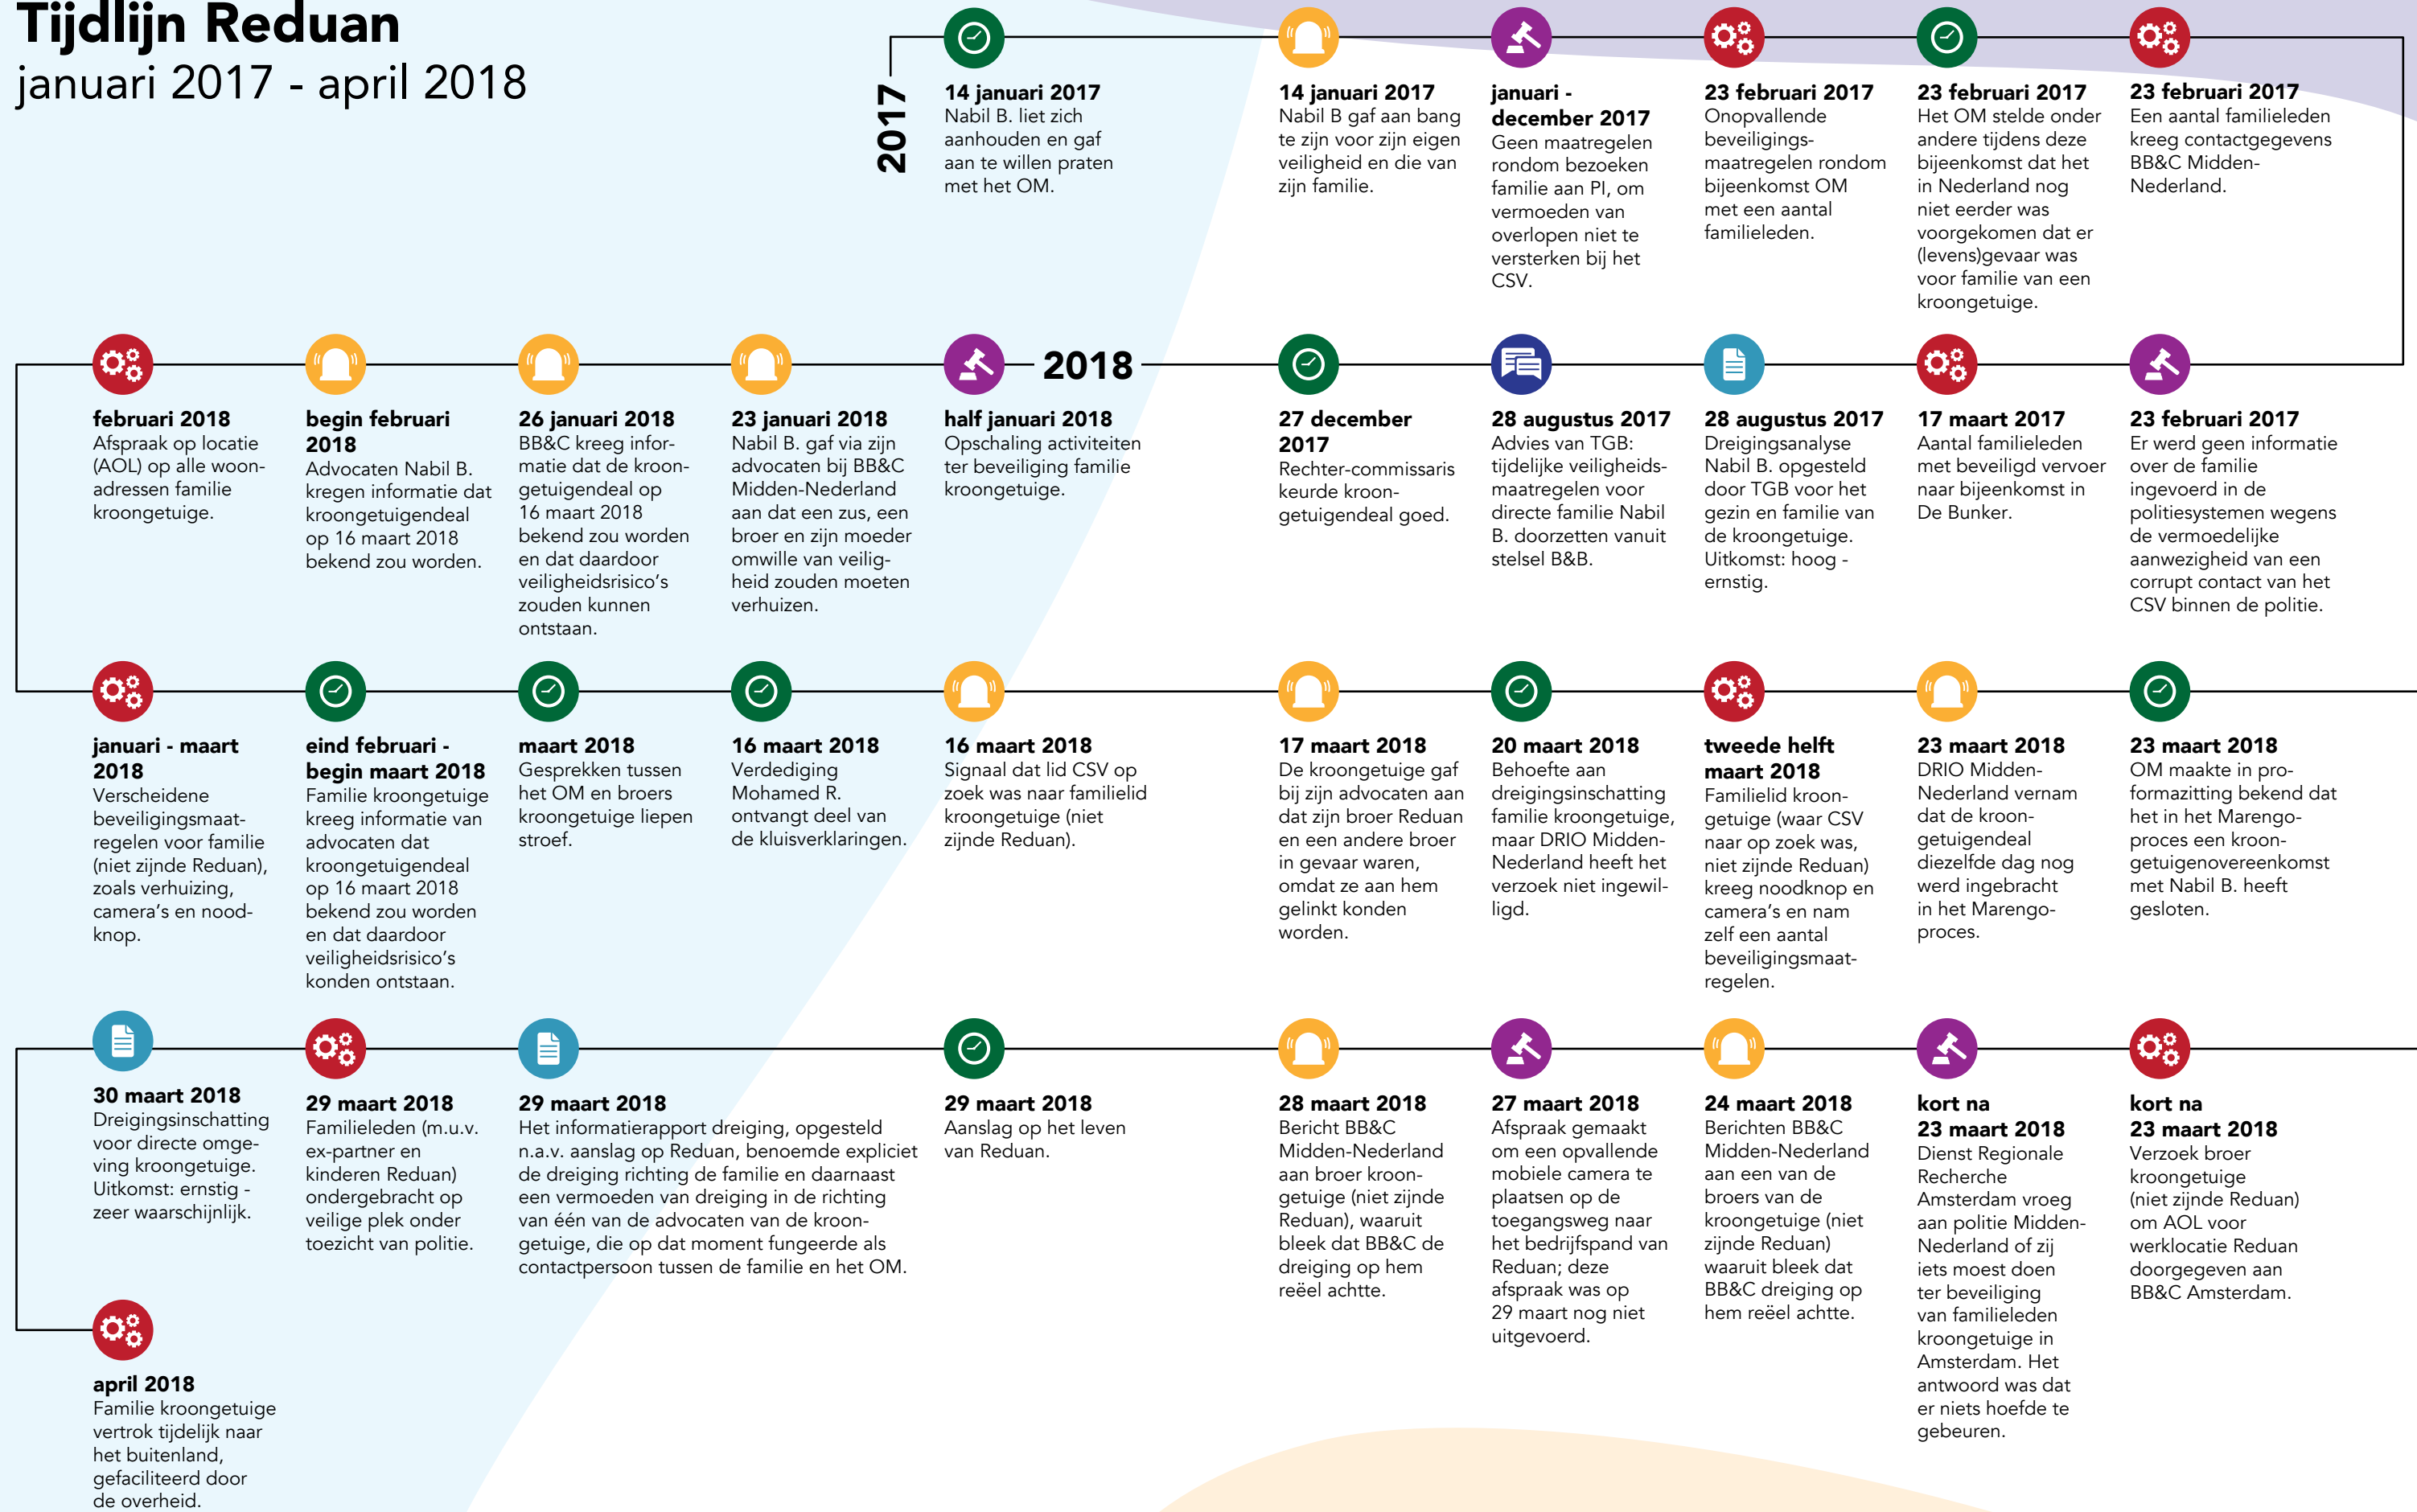 Tijdlijn Reduan
januari 2017 - april 2018
2017
14 januari 2017
Nabil B. liet zich
aanhouden en gaf
aan te willen praten
met het OM.
14 januari 2017
Nabil B gaf aan bang
te zijn voor zijn eigen
veiligheid en die van
zijn familie.
januari -
december 2017
Geen maatregelen
rondom bezoeken
familie aan PI, om
vermoeden van
overlopen niet te
versterken bij het
CSV.
23 februari 2017
Onopvallende
beveiligings-
maatregelen rondom
bijeenkomst OM
met een aantal
familieleden.
23 februari 2017
Het OM stelde onder
andere tijdens deze
bijeenkomst dat het
in Nederland nog
niet eerder was
voorgekomen dat er
(levens)gevaar was
voor familie van een
kroongetuige.
23 februari 2017
Een aantal familieleden
kreeg contactgegevens
BB&C Midden-
Nederland.
23 februari 2017
Er werd geen informatie
over de familie
ingevoerd in de
politiesystemen wegens
de vermoedelijke
aanwezigheid van een
corrupt contact van het
CSV binnen de politie.
17 maart 2017
Aantal familieleden
met beveiligd vervoer
naar bijeenkomst in
De Bunker.
28 augustus 2017
Dreigingsanalyse
Nabil B. opgesteld
door TGB voor het
gezin en familie van
de kroongetuige.
Uitkomst: hoog -
ernstig.
28 augustus 2017
Advies van TGB:
tijdelijke veiligheids-
maatregelen voor
directe familie Nabil
B. doorzetten vanuit
stelsel B&B.
27 december
2017
Rechter-commissaris
keurde kroon-
getuigendeal goed.
2018
half januari 2018
Opschaling activiteiten
ter beveiliging familie
kroongetuige.
23 januari 2018
Nabil B. gaf via zijn
advocaten bij BB&C
Midden-Nederland
aan dat een zus, een
broer en zijn moeder
omwille van veilig-
heid zouden moeten
verhuizen.
26 januari 2018
BB&C kreeg infor-
matie dat de kroon-
getuigendeal op
16 maart 2018
bekend zou worden
en dat daardoor
veiligheidsrisico's
zouden kunnen
ontstaan.
begin februari
2018
Advocaten Nabil B.
kregen informatie dat
kroongetuigendeal
op 16 maart 2018
bekend zou worden.
februari 2018
Afspraak op locatie
(AOL) op alle woon-
adressen familie
kroongetuige.
januari - maart
2018
Verscheidene
beveiligingsmaat-
regelen voor familie
(niet zijnde Reduan),
zoals verhuizing,
camera's en nood-
knop.
eind februari -
begin maart 2018
Familie kroongetuige
kreeg informatie van
advocaten dat
kroongetuigendeal
op 16 maart 2018
bekend zou worden
en dat daardoor
veiligheidsrisico's
konden ontstaan.
maart 2018
Gesprekken tussen
het OM en broers
kroongetuige liepen
stroef.
16 maart 2018
Verdediging
Mohamed R.
ontvangt deel van
de kluisverklaringen.
16 maart 2018
Signaal dat lid CSV op
zoek was naar familielid
kroongetuige (niet
zijnde Reduan).
17 maart 2018
De kroongetuige gaf
bij zijn advocaten aan
dat zijn broer Reduan
en een andere broer
in gevaar waren,
omdat ze aan hem
gelinkt konden
worden.
20 maart 2018
Behoefte aan
dreigingsinschatting
familie kroongetuige,
maar DRIO Midden-
Nederland heeft het
verzoek niet ingewil-
ligd.
tweede helft
maart 2018
Familielid kroon-
getuige (waar CSV
naar op zoek was,
niet zijnde Reduan)
kreeg noodknop en
camera's en nam
zelf een aantal
beveiligingsmaat-
regelen.
23 maart 2018
DRIO Midden-
Nederland vernam
dat de kroon-
getuigendeal
diezelfde dag nog
werd ingebracht
in het Marengo-
proces.
23 maart 2018
OM maakte in pro-
formazitting bekend dat
het in het Marengo-
proces een kroon-
getuigenovereenkomst
met Nabil B. heeft
gesloten.
kort na
23 maart 2018
Verzoek broer
kroongetuige
(niet zijnde Reduan)
om AOL voor
werklocatie Reduan
doorgegeven aan
BB&C Amsterdam.
kort na
23 maart 2018
Dienst Regionale
Recherche
Amsterdam vroeg
aan politie Midden-
Nederland of zij
iets moest doen
ter beveiliging
van familieleden
kroongetuige in
Amsterdam. Het
antwoord was dat
er niets hoefde te
gebeuren.
24 maart 2018
Berichten BB&C
Midden-Nederland
aan een van de
broers van de
kroongetuige (niet
zijnde Reduan)
waaruit bleek dat
BB&C dreiging op
hem reëel achtte.
27 maart 2018
Afspraak gemaakt
om een opvallende
mobiele camera te
plaatsen op de
toegangsweg naar
het bedrijfspand van
Reduan; deze
afspraak was op
29 maart nog niet
uitgevoerd.
28 maart 2018
Bericht BB&C
Midden-Nederland
aan broer kroon-
getuige (niet zijnde
Reduan), waaruit
bleek dat BB&C de
dreiging op hem
reëel achtte.
29 maart 2018
Aanslag op het leven
van Reduan.
29 maart 2018
Het informatierapport dreiging, opgesteld
n.a.v. aanslag op Reduan, benoemde expliciet
de dreiging richting de familie en daarnaast
een vermoeden van dreiging in de richting
van één van de advocaten van de kroon-
getuige, die op dat moment fungeerde als
contactpersoon tussen de familie en het OM.
29 maart 2018
Familieleden (m.u.v.
ex-partner en
kinderen Reduan)
ondergebracht op
veilige plek onder
toezicht van politie.
30 maart 2018
Dreigingsinschatting
voor directe omge-
ving kroongetuige.
Uitkomst: ernstig -
zeer waarschijnlijk.
april 2018
Familie kroongetuige
vertrok tijdelijk naar
het buitenland,
gefaciliteerd door
de overheid.